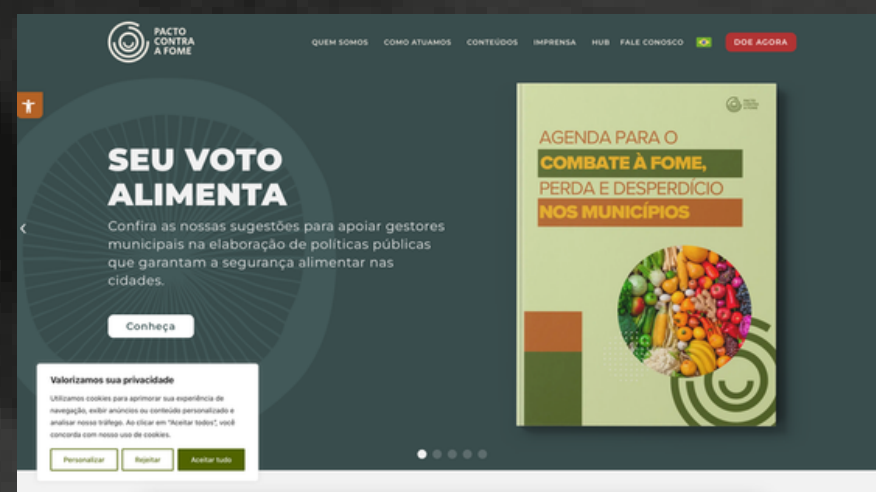 PACTO
CONTRA
A FOME
QUEM SOMOS COMO ATUAMOS CONTEÚDOS IMPRENSA HUB FALE CONOSCO DOE AGORA
SEU VOTO
ALIMENTA
Confira as nossas sugestões para apoiar gestores
municipais na elaboração de políticas públicas
que garantam a segurança alimentar nas
cidades.
Conheça
AGENDA PARA O
COMBATE À FOME,
PERDA E DESPERDÍCIO
NOS MUNICÍPIOS
Valorizamos sua privacidade
Utilizamos cookies para aprimorar sua experiência de
navegação, exibir anúncios ou conteúdo personalizado e
analisar nosso tráfego. Ao clicar em "Aceitar todos", você
concorda com nosso uso de cookies.
Personalizar Rejeitar Aceitar tudo